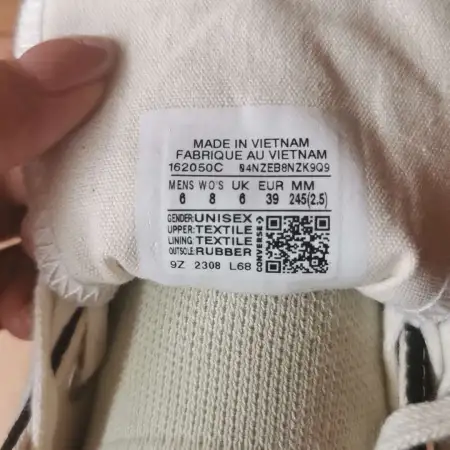 MADE IN VIETNAM
FABRIQUE AU VIETNAM
162050C 04NZEB8NZK9Q9
MENS WO'S UK EUR MM
6 8 6 39 245(2.5)
GENDER: UNISEX
UPPER: TEXTILE
LINING: TEXTILE
OUTSOLE: RUBBER
CONVERSE
9Z 2308 L68